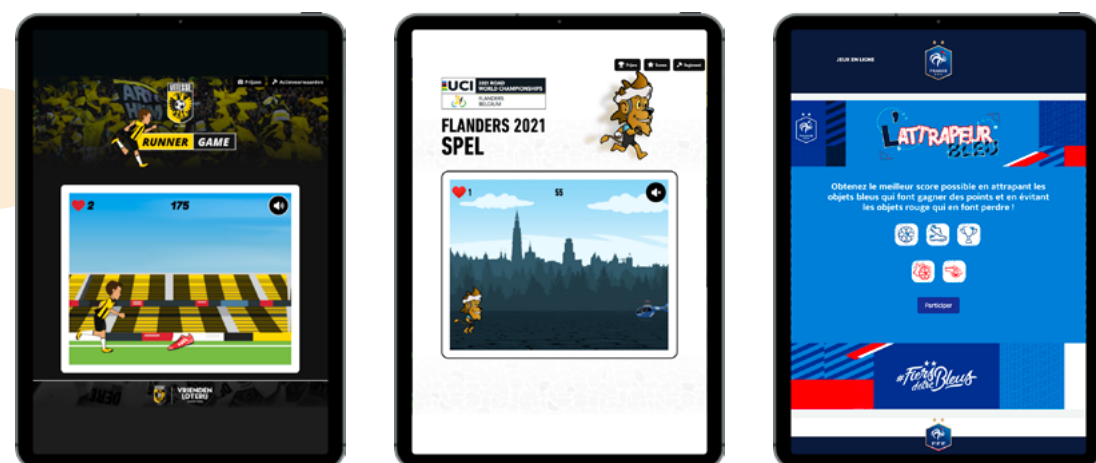 Prijzen
Actievoorwaarden
VITESSE
RUNNER GAME
2
175
VRIENDEN
LOTERIJ
Prijzen
Scores
Reglement
UCI
2021 ROAD
WORLD CHAMPIONSHIPS
FLANDERS
BELGIUM
FLANDERS 2021
SPEL
1
55
JEUX EN LIGNE
FRANCE
L'ATTRAPEUR
BLEU
Obtenez le meilleur score possible en attrapant les
objets bleus qui font gagner des points et en évitant
les objets rouge qui en font perdre !
Participer
#Fiers
d'être Bleus
FFF